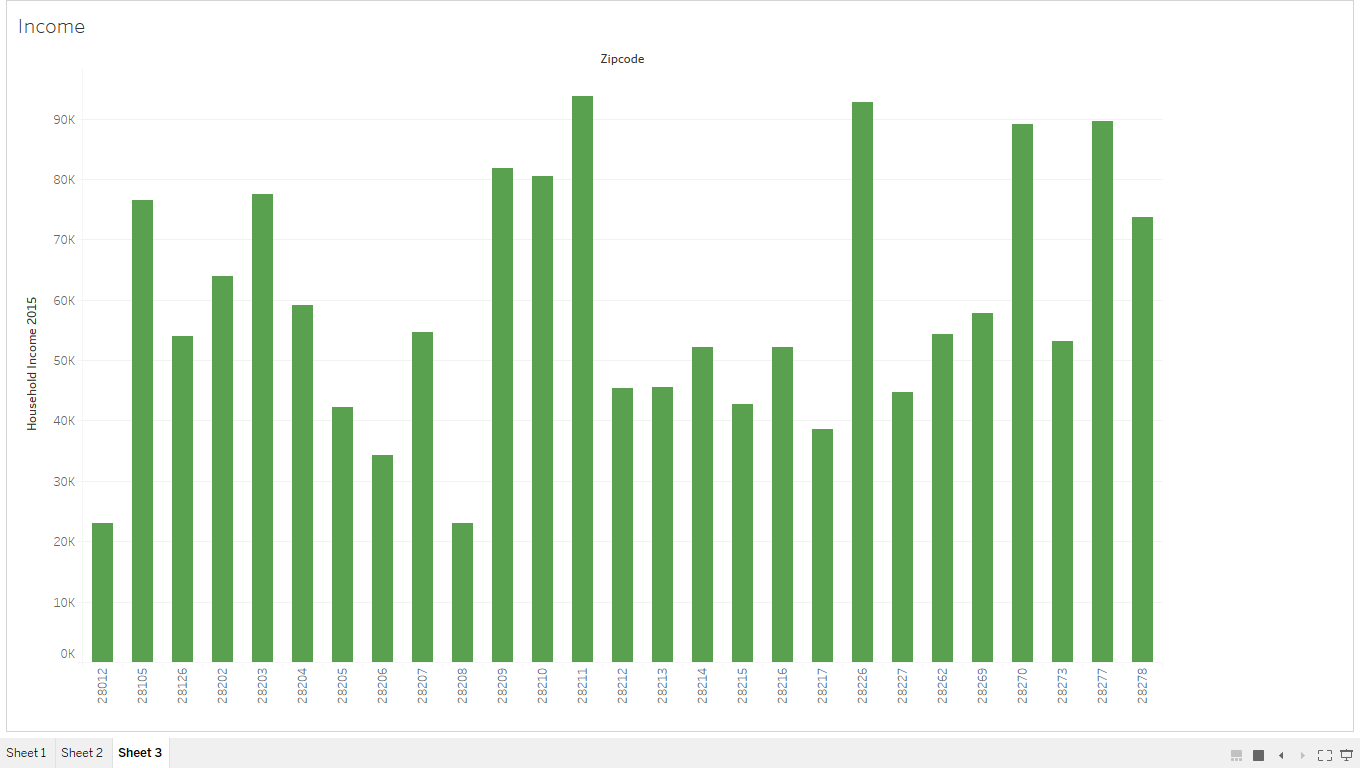 Income
Zipcode
90K
80K
70K
60K
50K
40K
30K
20K
10K
0K
Household Income 2015
28012
28105
28126
28202
28203
28204
28205
28206
28207
28208
28209
28210
28211
28212
28213
28214
28215
28216
28217
28226
28227
28262
28269
28270
28273
28277
28278
Sheet 1
Sheet 2
Sheet 3